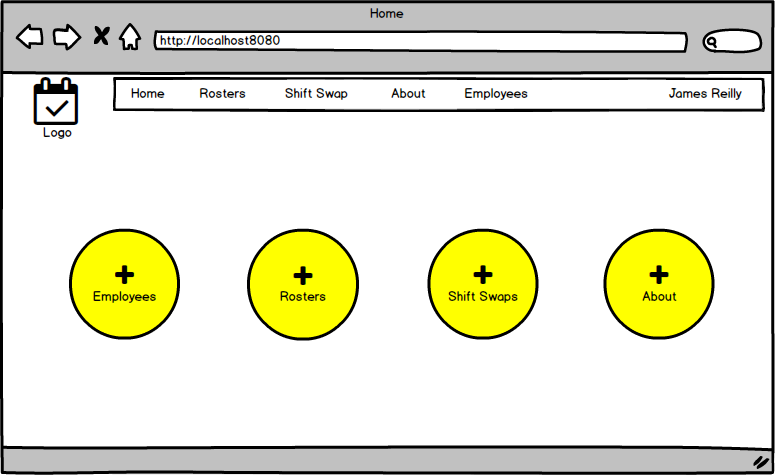 Home
http://localhost8080
Home Rosters Shift Swap About Employees James Reilly
Logo
Employees
Rosters
Shift Swaps
About